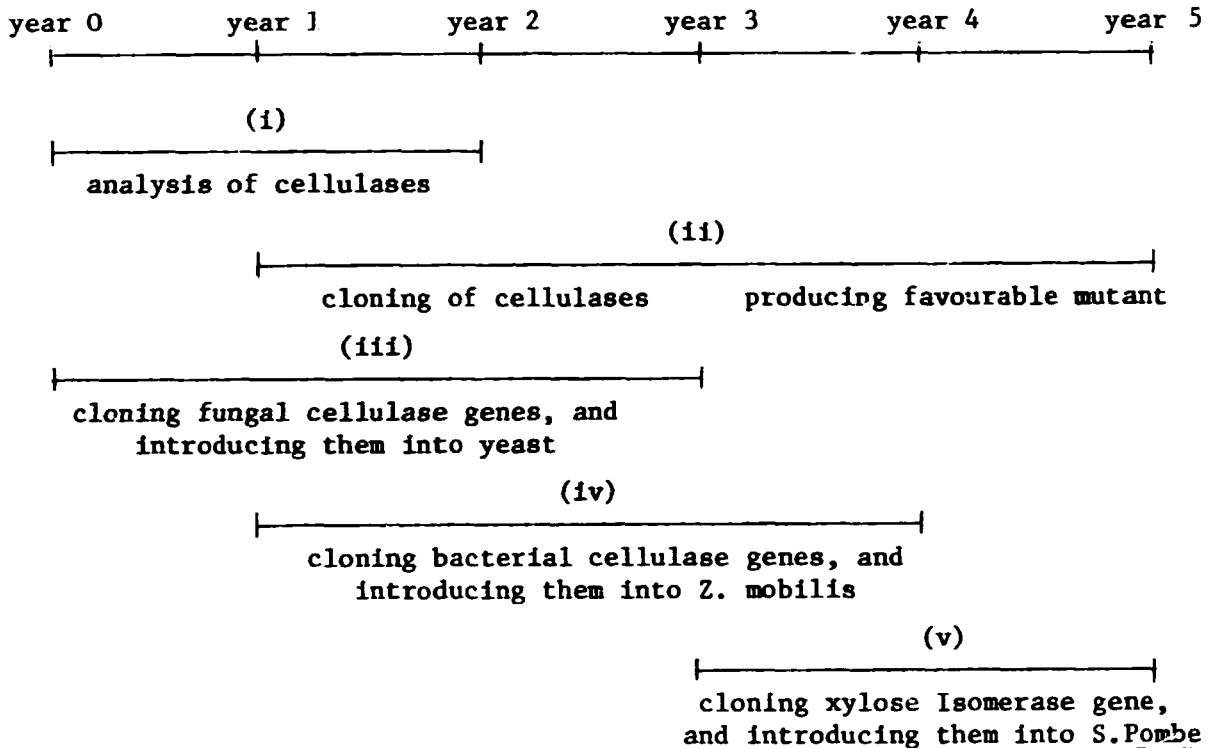 year 0 year 1 year 2 year 3 year 4 year 5
(i)
analysis of cellulases
(ii)
cloning of cellulases producing favourable mutant
(iii)
cloning fungal cellulase genes, and
introducing them into yeast
(iv)
cloning bacterial cellulase genes, and
introducing them into Z. mobilis
(v)
cloning xylose Isomerase gene,
and introducing them into S.Pombe